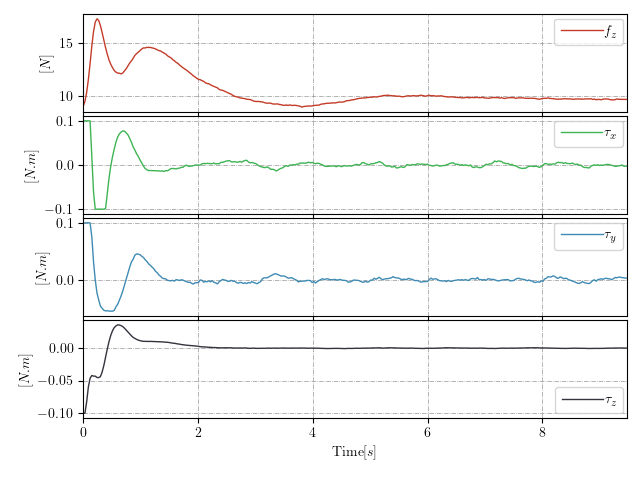 15
10
[N]
f_z
0.1
0.0
−0.1
[N.m]
τ_x
0.1
0.0
[N.m]
τ_y
0.00
−0.05
−0.10
[N.m]
τ_z
0 2 4 6 8
Time[s]